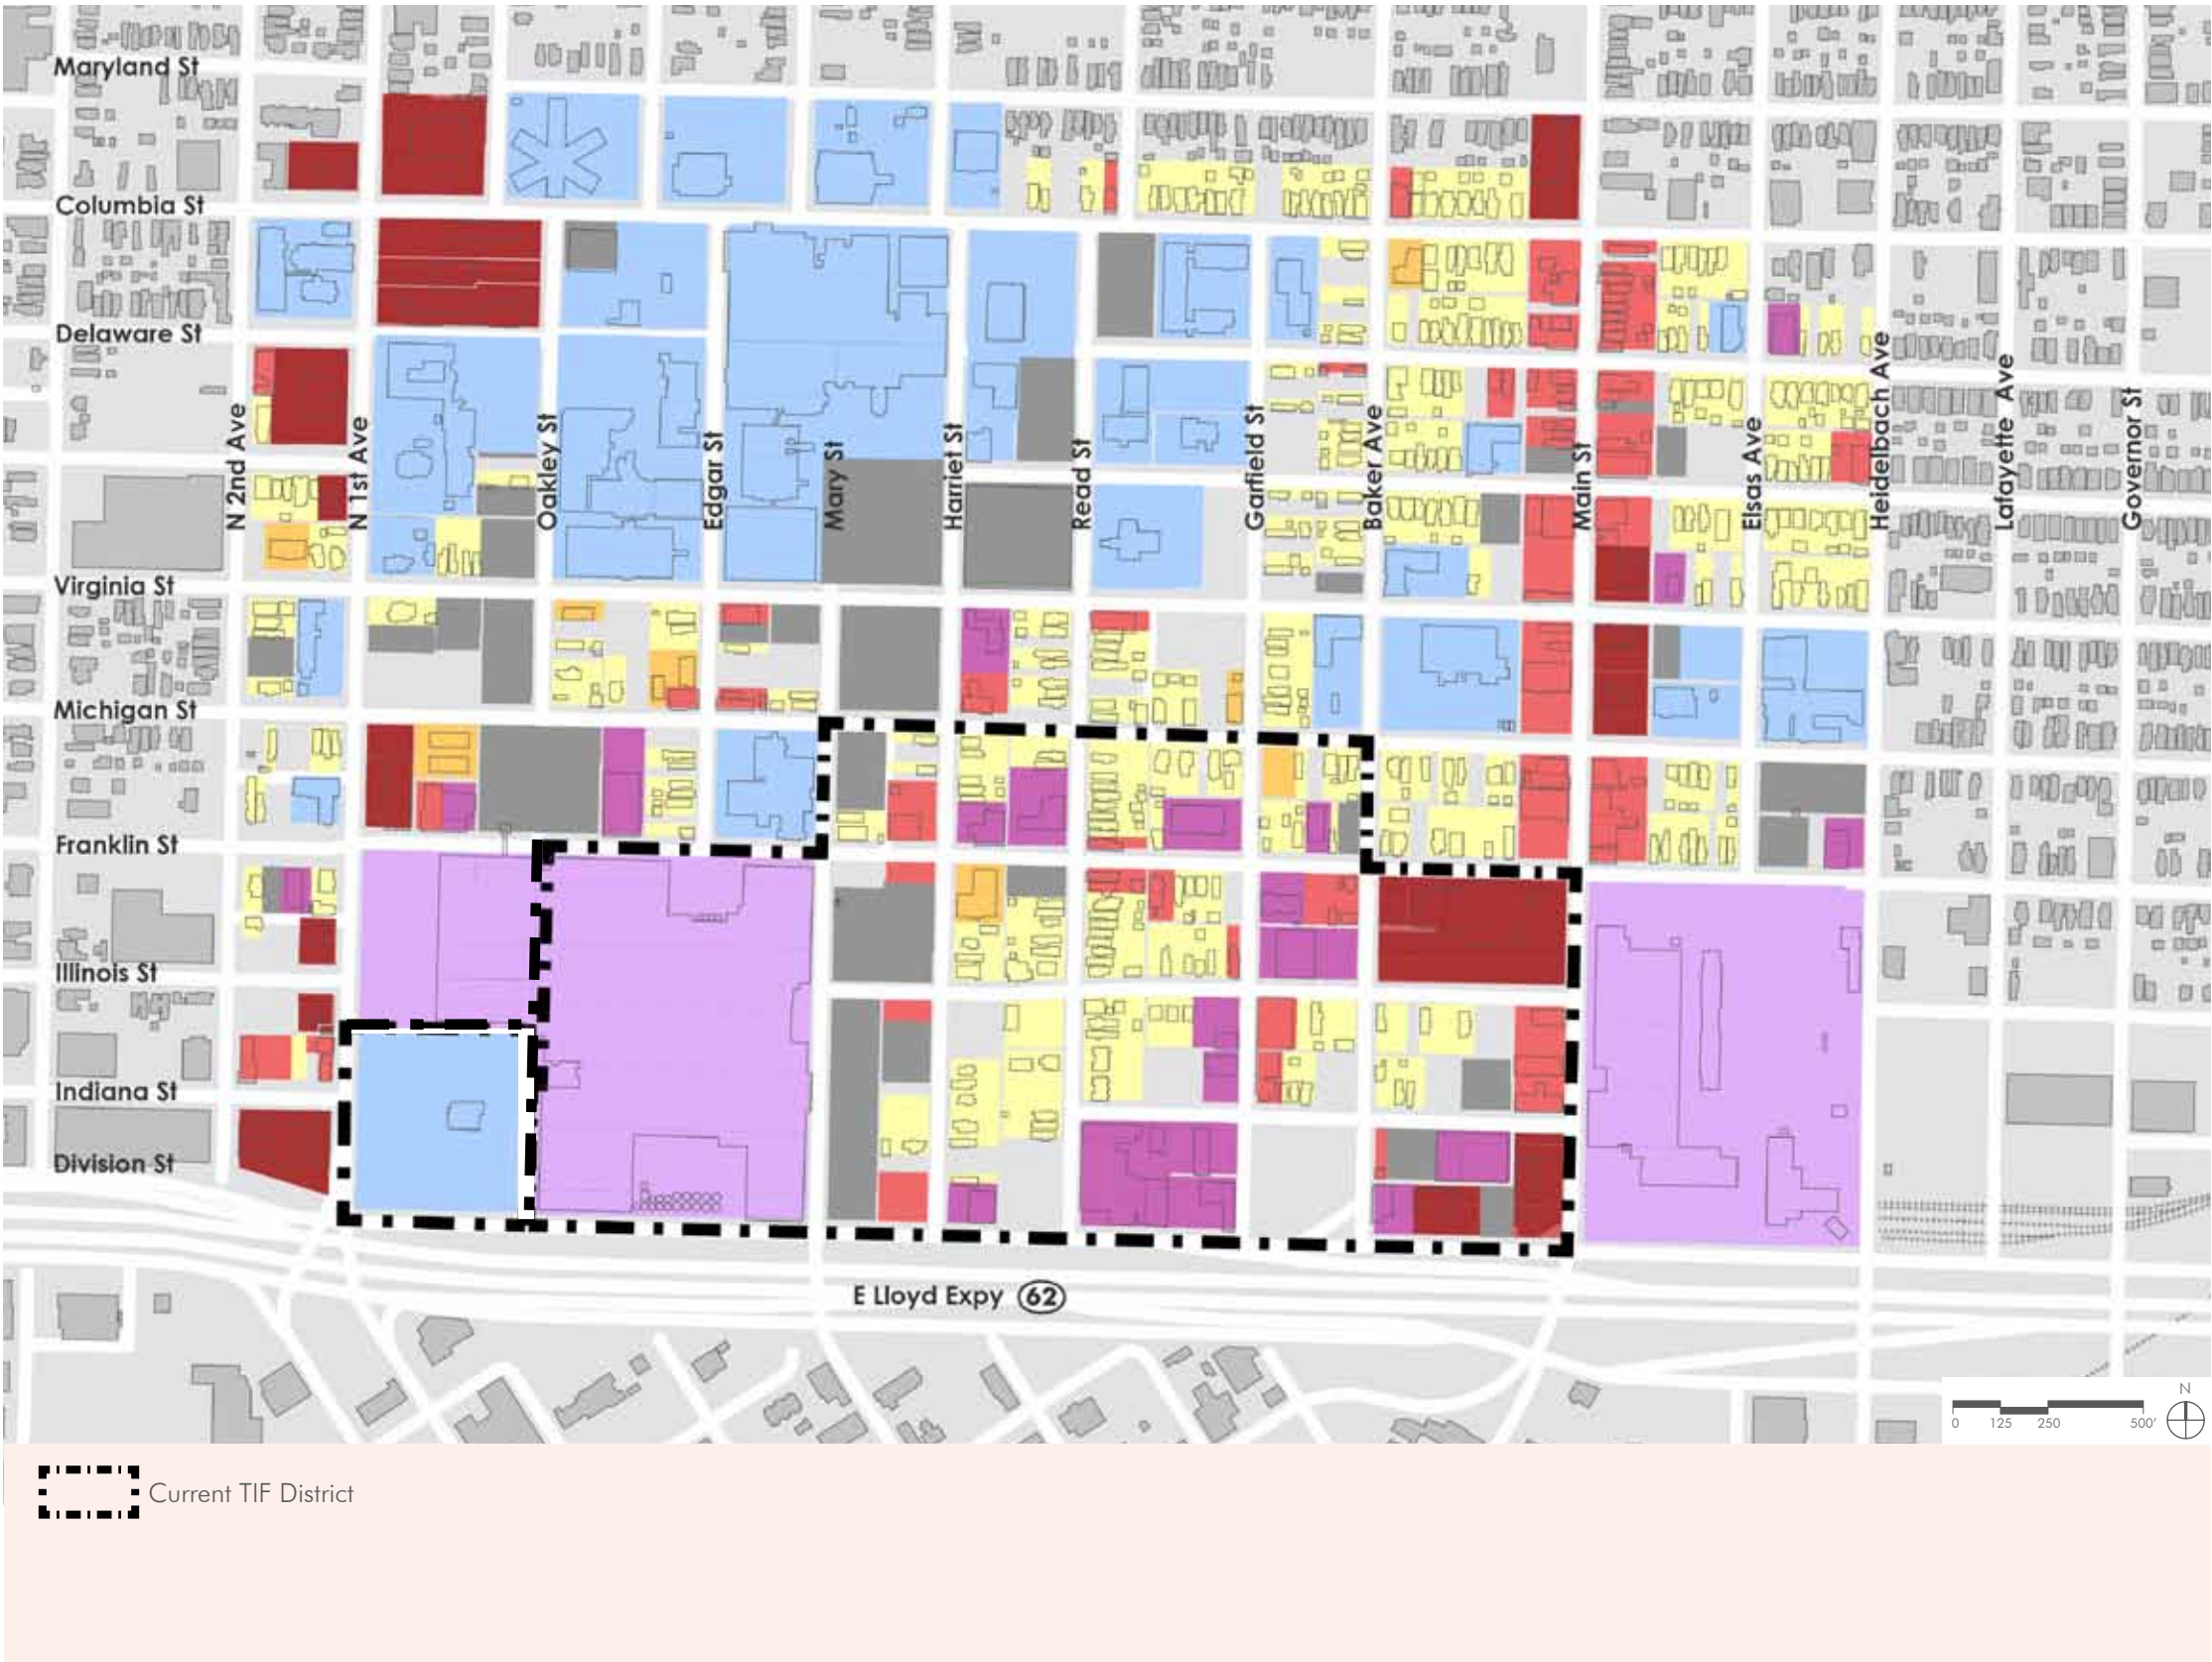 Maryland St
Columbia St
Delaware St
N 2nd Ave
N 1st Ave
Oakley St
Edgar St
Mary St
Harriet St
Read St
Garfield St
Baker Ave
Main St
Elsas Ave
Heidelbach Ave
Lafayette Ave
Governor St
Virginia St
Michigan St
Franklin St
Illinois St
Indiana St
Division St
E Lloyd Expy 62
N
0 125 250 500'
Current TIF District